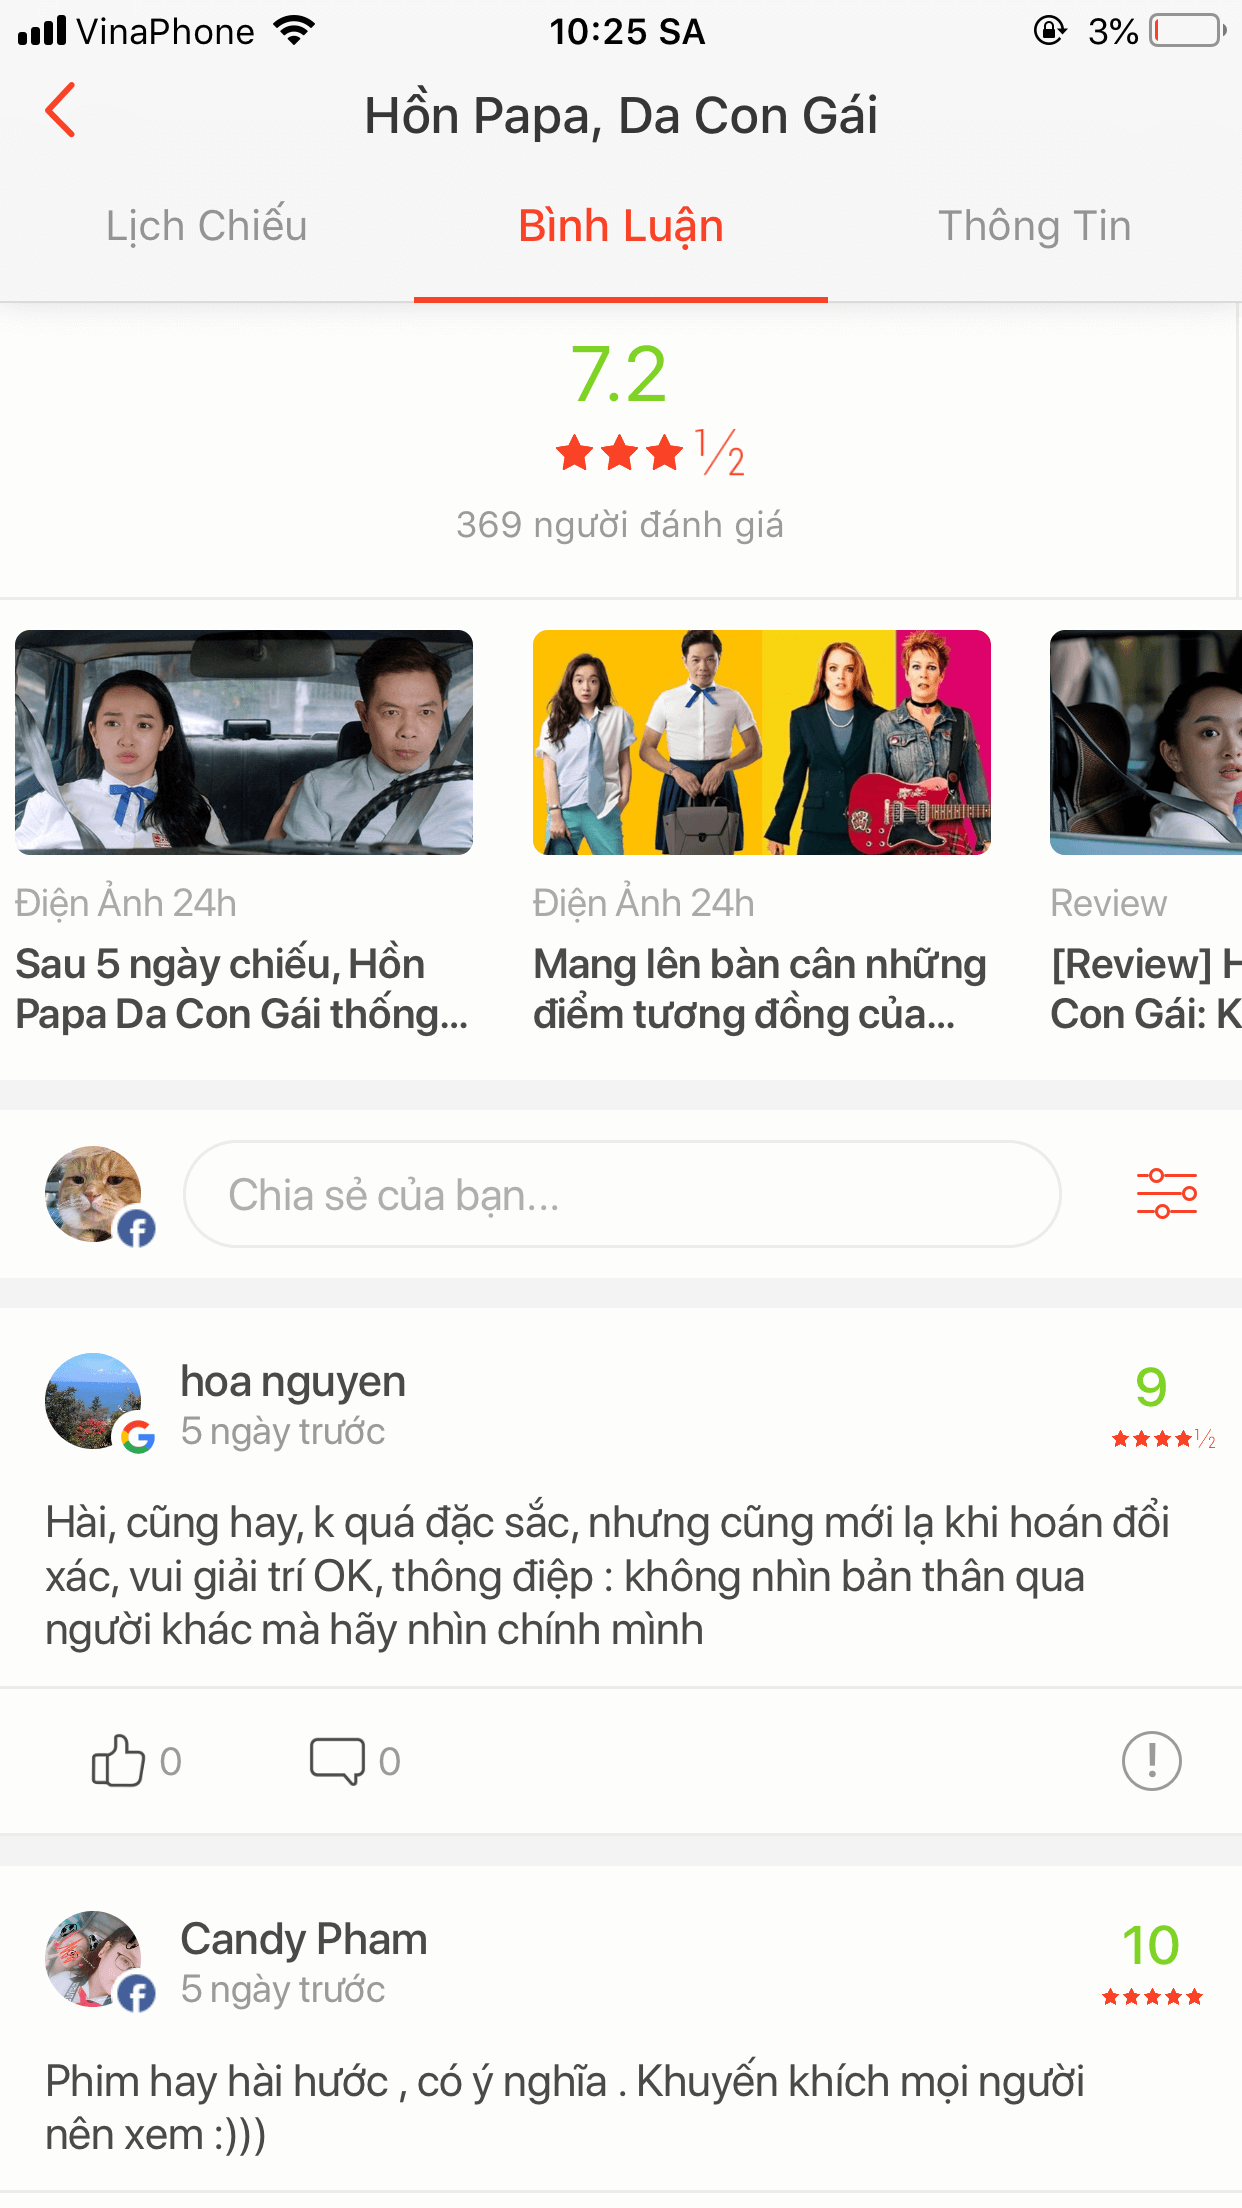 VinaPhone 10:25 SA 3%
Hồn Papa, Da Con Gái
Lịch Chiếu Bình Luận Thông Tin
7.2
1/2
369 người đánh giá
Điện Ảnh 24h
Sau 5 ngày chiếu, Hồn
Papa Da Con Gái thống...
Điện Ảnh 24h
Mang lên bàn cân những
điểm tương đồng của...
Review
[Review] H
Con Gái: K
Chia sẻ của bạn...
hoa nguyen
5 ngày trước
9
1/2
Hài, cũng hay, k quá đặc sắc, nhưng cũng mới lạ khi hoán đổi
xác, vui giải trí OK, thông điệp : không nhìn bản thân qua
người khác mà hãy nhìn chính mình
0 0
Candy Pham
5 ngày trước
10
Phim hay hài hước , có ý nghĩa . Khuyến khích mọi người
nên xem :)))